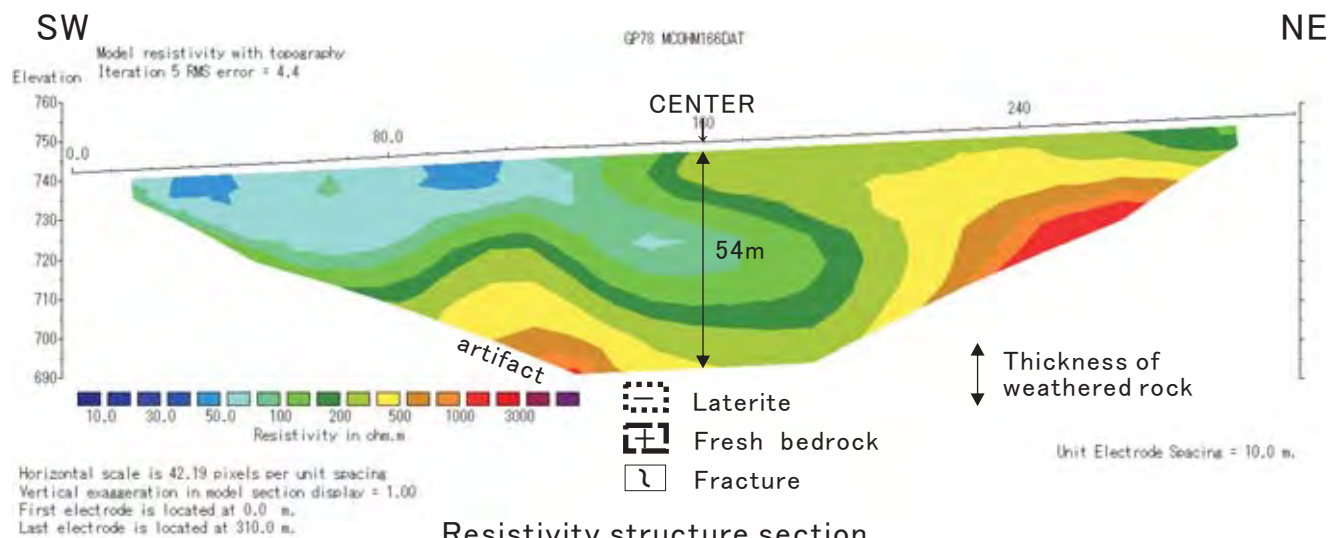 SW
NE
Model resistivity with topography
GP78 MCOHM166DAT
Elevation
Iteration 5 RMS error = 4.4
CENTER
760
750
740
730
720
710
700
690
0.0
80.0
160
240
54m
artifact
Thickness of
weathered rock
10.0 30.0 50.0 100 200 500 1000 3000
Resistivity in ohm.m
Laterite
Fresh bedrock
Fracture
Unit Electrode Spacing = 10.0 m.
Horizontal scale is 42.19 pixels per unit spacing
Vertical exaggeration in model section display = 1.00
First electrode is located at 0.0 m.
Last electrode is located at 310.0 m.
Resistivity structure section